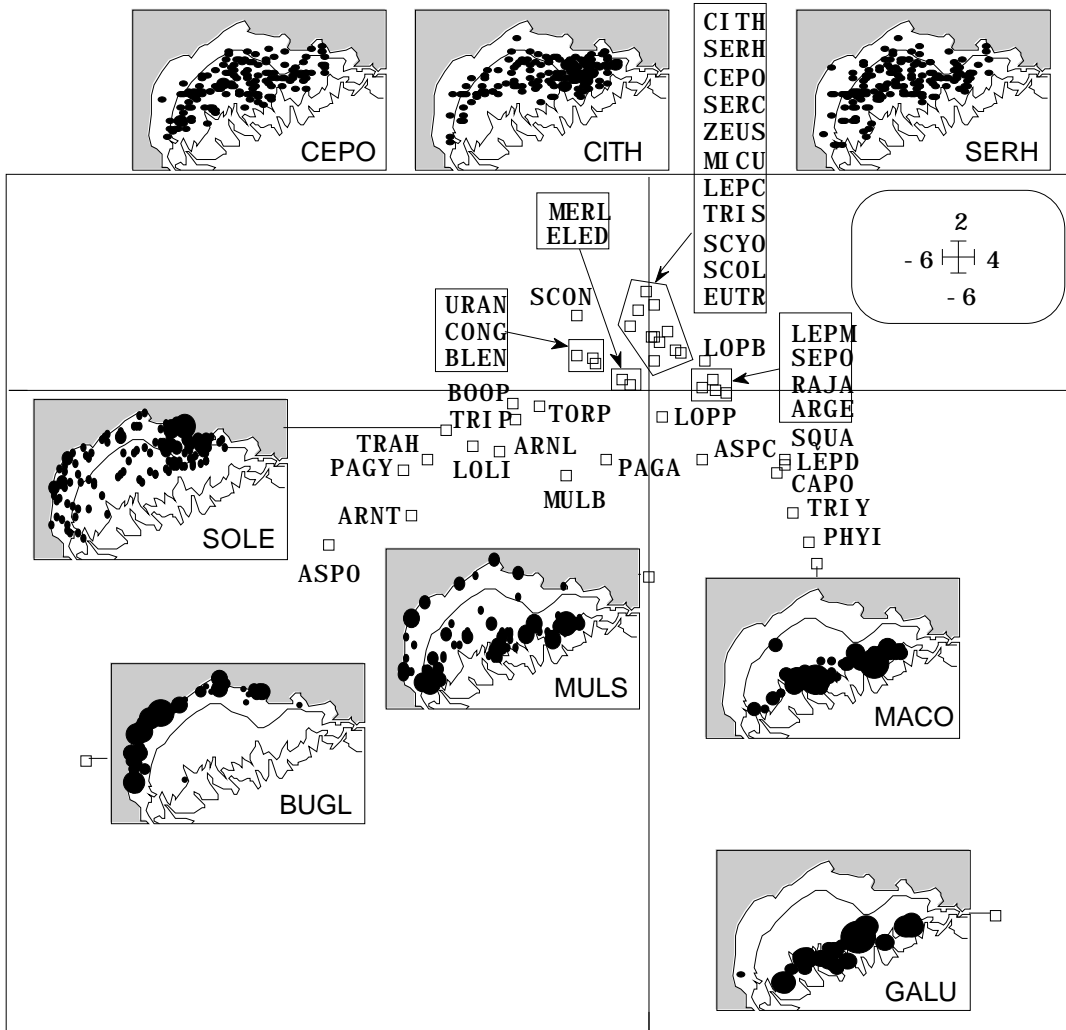 CEPO
CITH
SERH
CITH
SERH
CEPO
SERC
ZEUS
MICU
LEPC
TRIS
SCYO
SCOL
EUTR
MERL
ELED
2
-6
4
-6
SCON
URAN
CONG
BLEN
LOPB
LEPM
SEPO
RAJA
ARGE
SQUA
LEPD
CAPO
BOOP
TRIP
TORP
LOPP
TRAH
PAGY
LOLI
ARNL
MULB
PAGA
ASPC
TRIY
PHYI
SOLE
ARNT
ASPO
MULS
MACO
BUGL
GALU